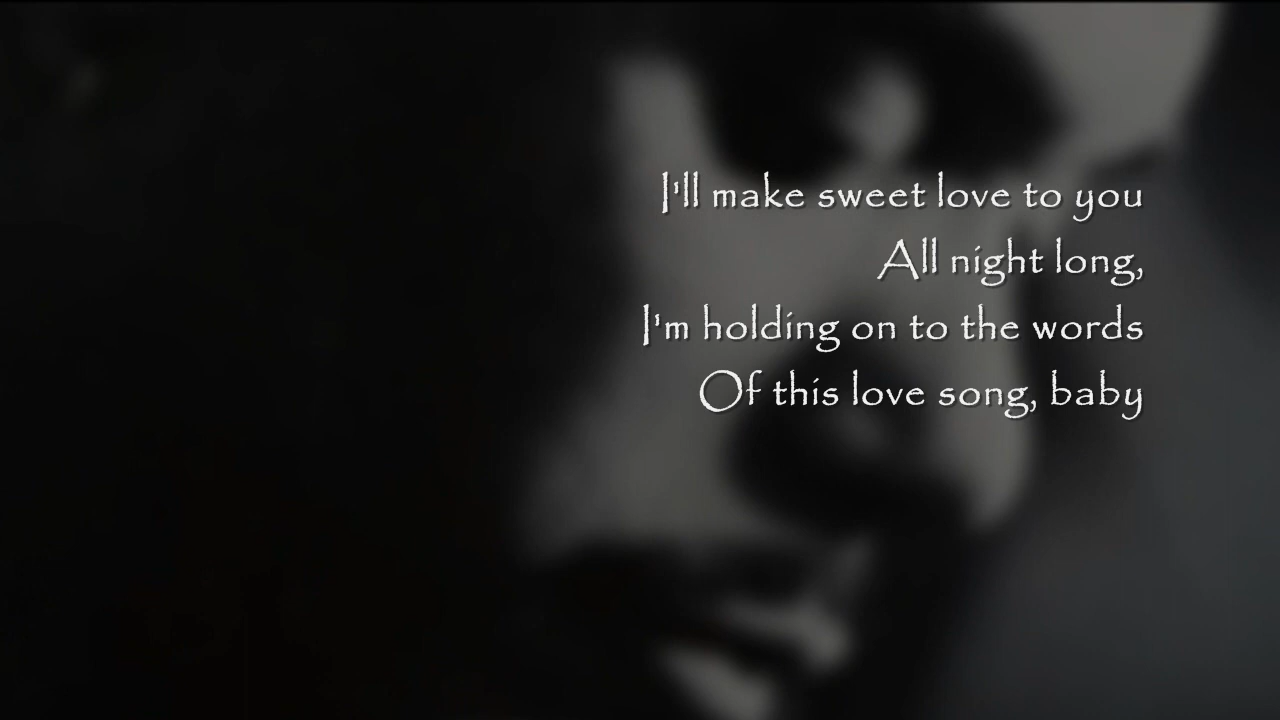 I'll make sweet love to you
All night long,
I'm holding on to the words
Of this love song, baby